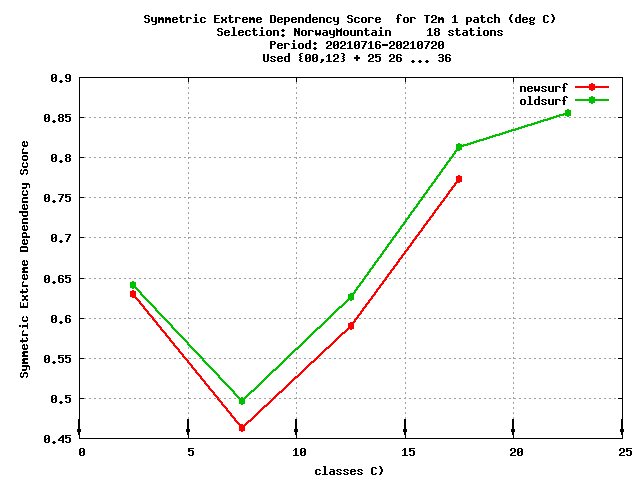 Symmetric Extreme Dependency Score  for T2m 1 patch (deg C)
Selection: NorwayMountain     18 stations
Period: 20210716-20210720
Used {00,12} + 25 26 ... 36
newsurf
oldsurf
Symmetric Extreme Dependency Score
0.9
0.85
0.8
0.75
0.7
0.65
0.6
0.55
0.5
0.45
0 5 10 15 20 25
classes C)